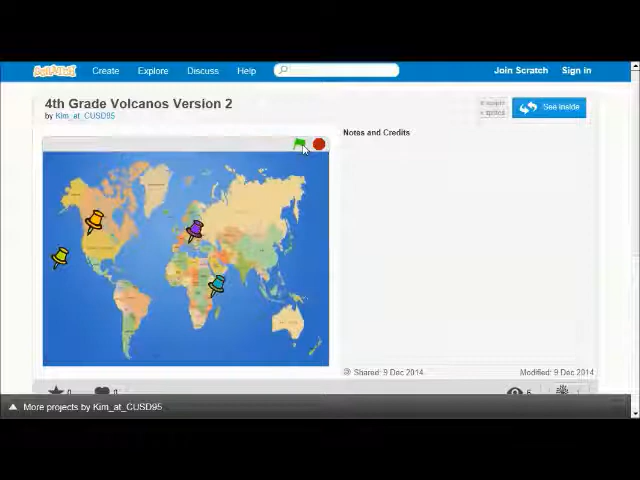 SCRATCH
Create Explore Discuss Help
Join Scratch Sign in
4th Grade Volcanos Version 2
by Kim_at_CUSD95
See inside
Notes and Credits
Shared: 9 Dec 2014 Modified: 9 Dec 2014
More projects by Kim_at_CUSD95